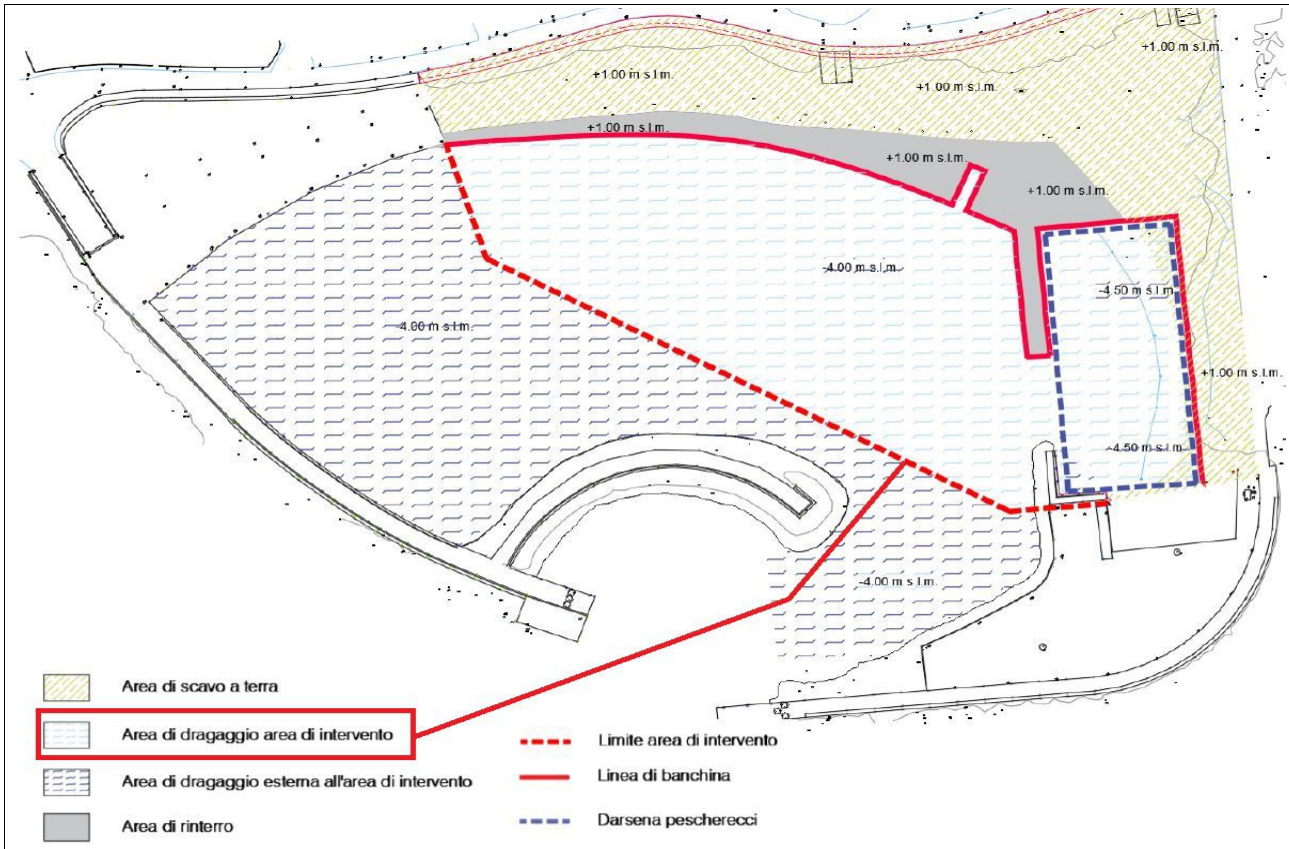 +1.00 m s.l.m.
+1.00 m s.l.m.
+1.00 m s.l.m.
+1.00 m s.l.m.
+1.00 m s.l.m.
+1.00 m s.l.m.
-4.00 m s.l.m.
-4.50 m s.l.m.
-4.00 m s.l.m.
+1.00 m s.l.m.
-4.50 m s.l.m.
-4.00 m s.l.m.
Area di scavo a terra
Area di dragaggio area di intervento
Area di dragaggio esterna all'area di intervento
Area di rinterro
Limite area di intervento
Linea di banchina
Darsena pescherecci